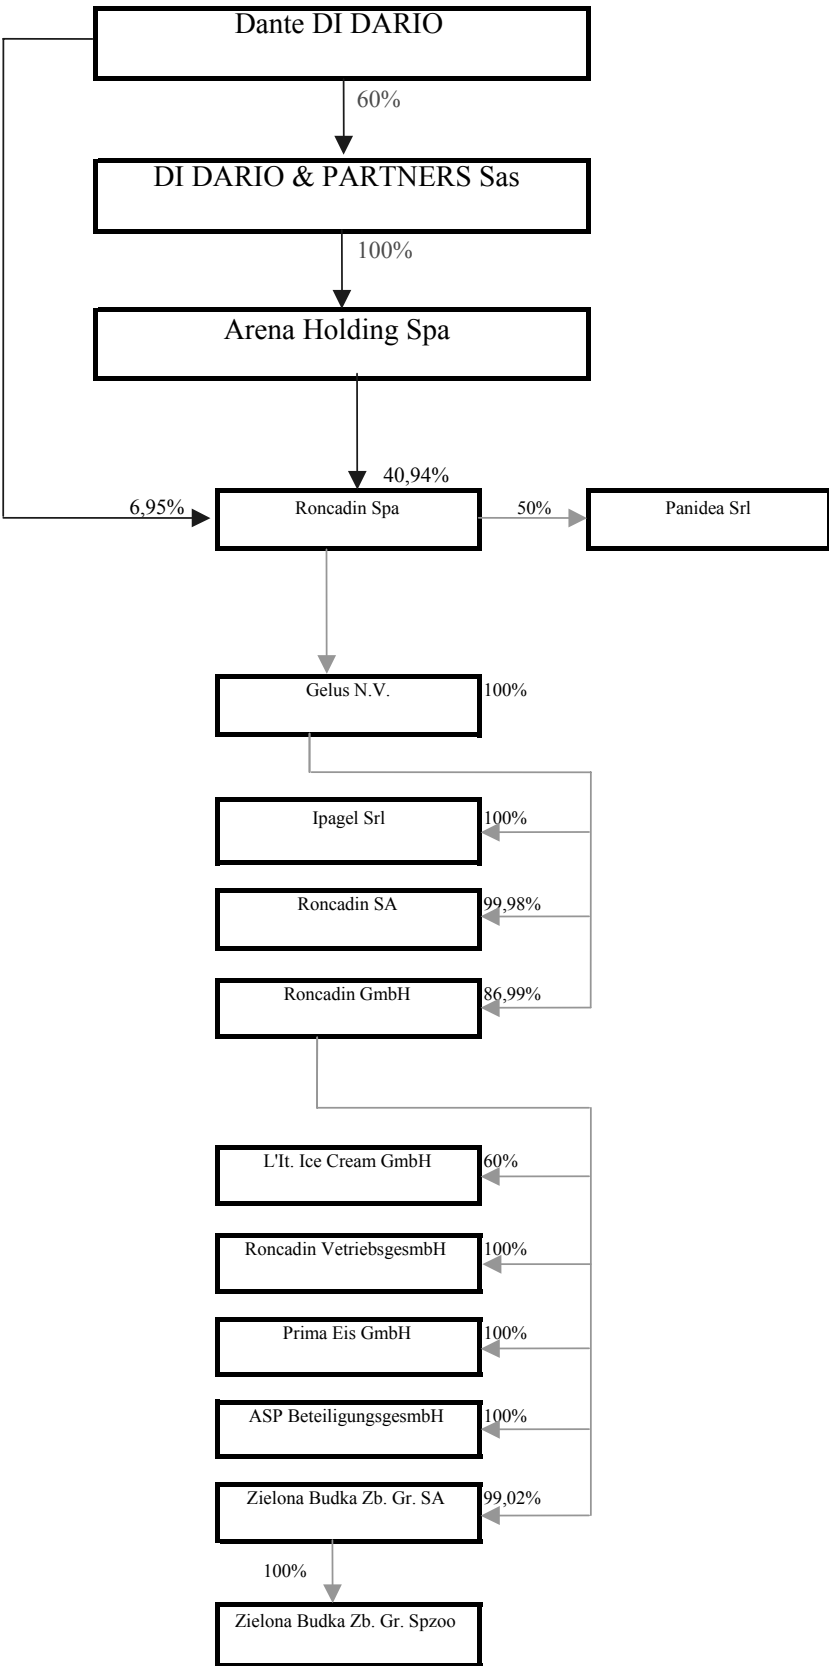 Dante DI DARIO
60%
DI DARIO & PARTNERS Sas
100%
Arena Holding Spa
40,94%
6,95%
Roncadin Spa
50%
Panidea Srl
Gelus N.V.
100%
Ipagel Srl
100%
Roncadin SA
99,98%
Roncadin GmbH
86,99%
L'It. Ice Cream GmbH
60%
Roncadin VetriebsgesmbH
100%
Prima Eis GmbH
100%
ASP BeteiligungsgesmbH
100%
Zielona Budka Zb. Gr. SA
99,02%
100%
Zielona Budka Zb. Gr. Spzoo